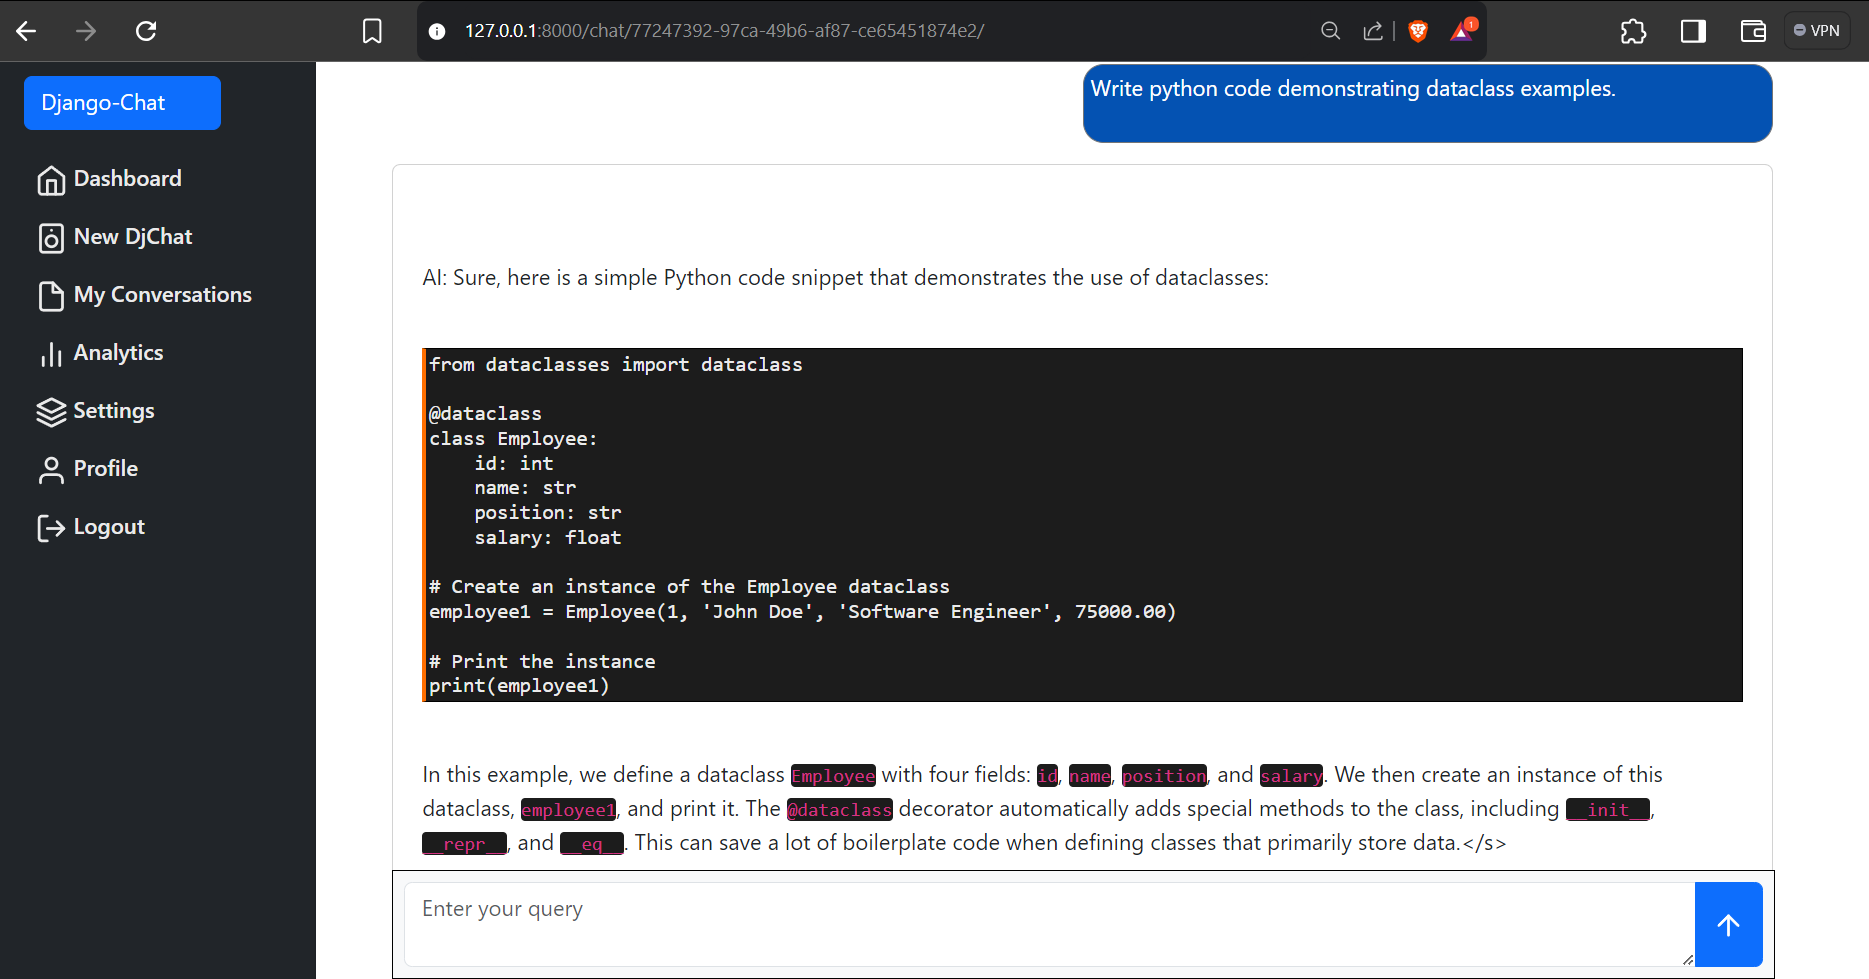 127.0.0.1:8000/chat/77247392-97ca-49b6-af87-ce65451874e2/
1
VPN
Django-Chat
Dashboard
New DjChat
My Conversations
Analytics
Settings
Profile
Logout
Write python code demonstrating dataclass examples.
AI: Sure, here is a simple Python code snippet that demonstrates the use of dataclasses:
from dataclasses import dataclass
@dataclass
class Employee:
    id: int
    name: str
    position: str
    salary: float
# Create an instance of the Employee dataclass
employee1 = Employee(1, 'John Doe', 'Software Engineer', 75000.00)
# Print the instance
print(employee1)
In this example, we define a dataclass Employee with four fields: id, name, position, and salary. We then create an instance of this
dataclass, employee1, and print it. The @dataclass decorator automatically adds special methods to the class, including __init__,
__repr__, and __eq__. This can save a lot of boilerplate code when defining classes that primarily store data.</s>
Enter your query